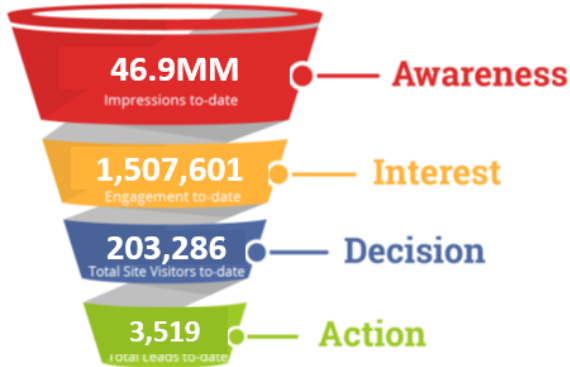 46.9MM
Impressions to-date
Awareness
1,507,601
Engagement to-date
Interest
203,286
Total Site Visitors to-date
Decision
3,519
Total Leads to-date
Action